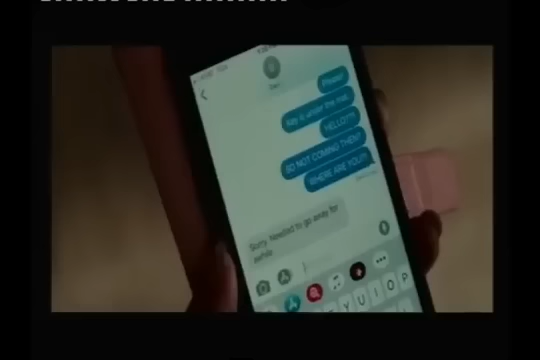 Please!
Key is under the mat.
HELLO!?!?
SO NOT COMING THEN?
WHERE ARE YOU?!
Sorry. Needed to go away for
awhile
Y U I O P